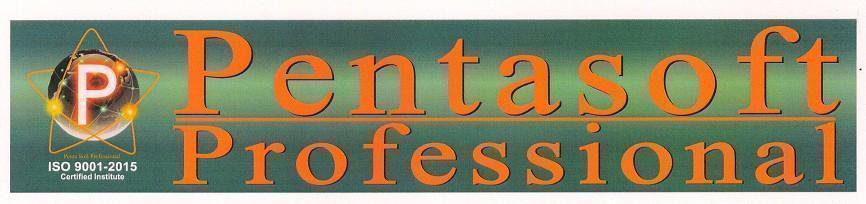 P
Penta Soft Professional
ISO 9001-2015
Certified Institute
Pentasoft
Professional